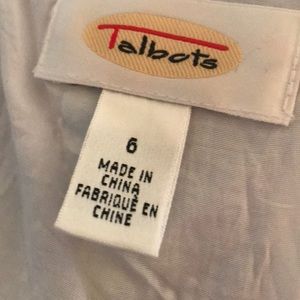 Talbots
6
MADE IN
CHINA
FABRIQUÉ EN
CHINE